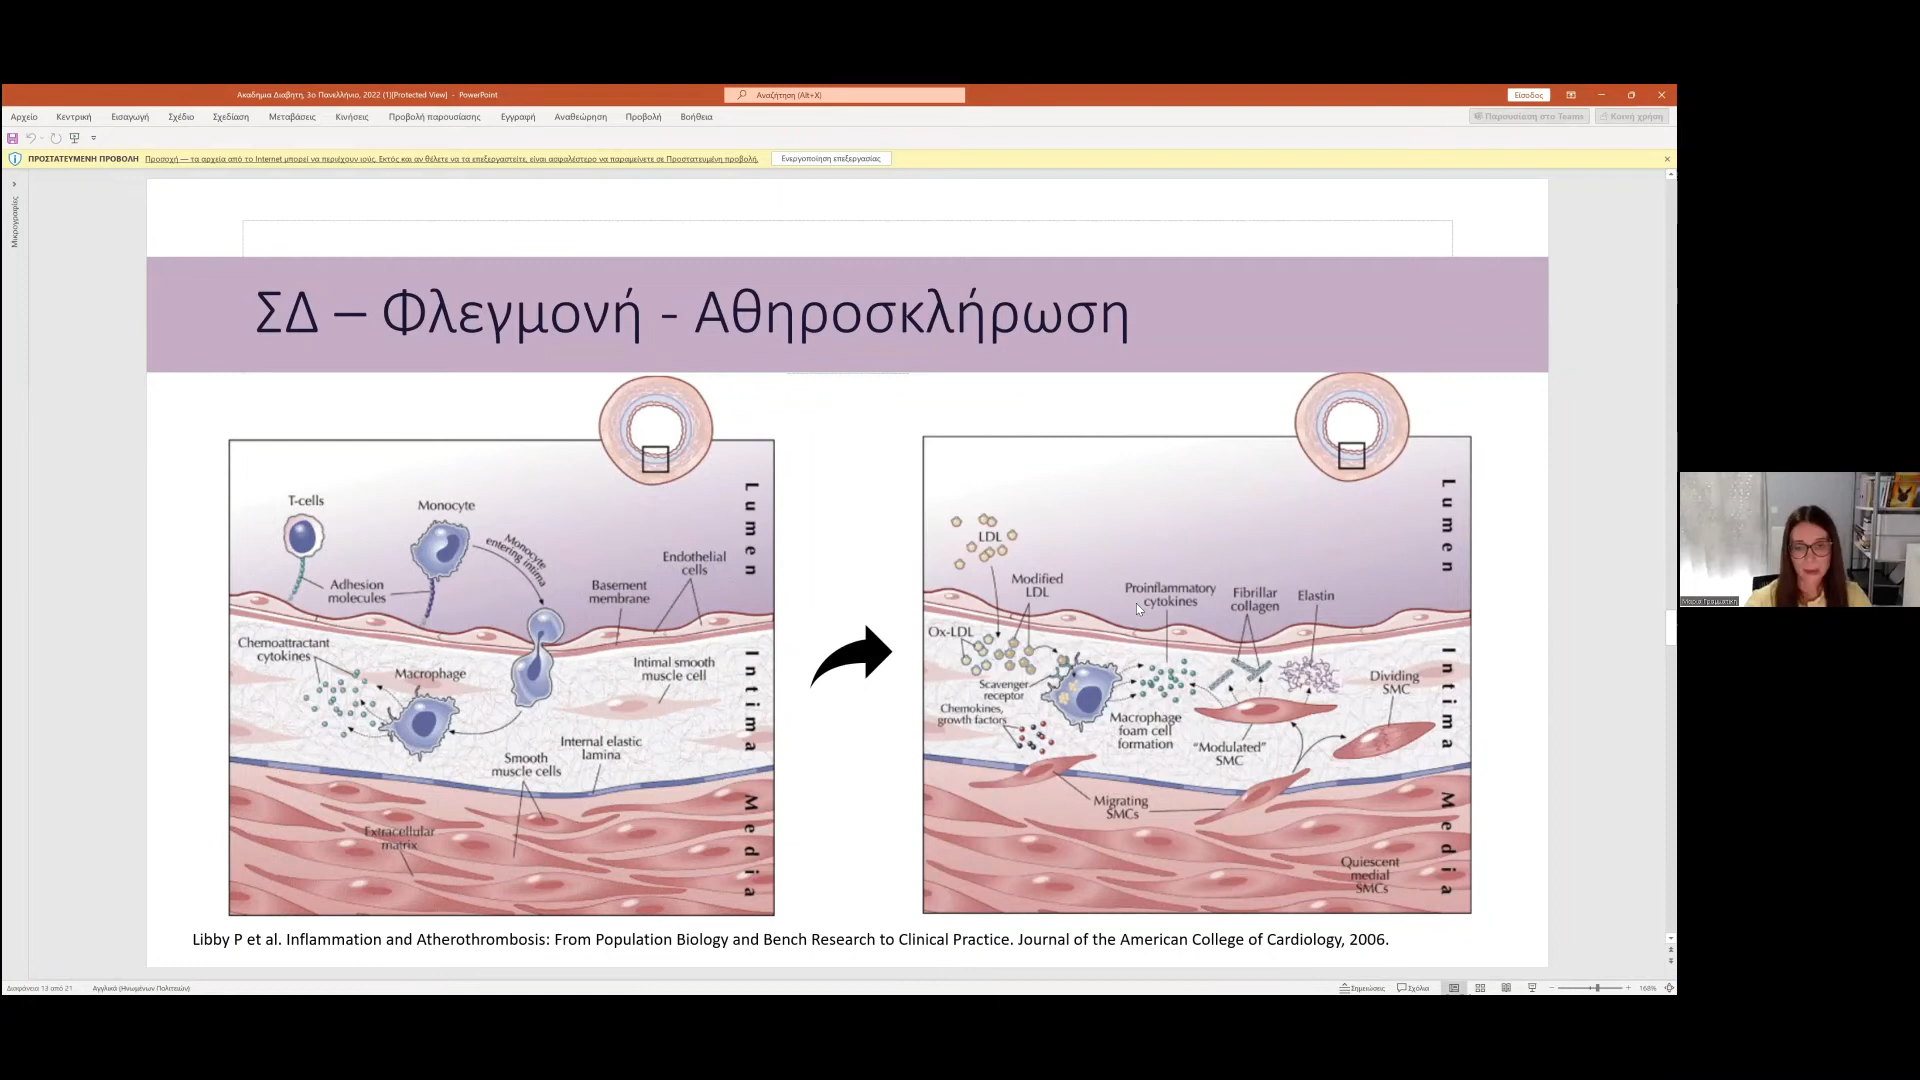 Ακαδημια Διαβητη, 3ο Πανελλήνιο, 2022 (1)[Protected View] - PowerPoint
Αναζήτηση (Alt+X)
Είσοδος
Αρχείο Κεντρική Εισαγωγή Σχέδιο Σχεδίαση Μεταβάσεις Κινήσεις Προβολή παρουσίασης Εγγραφή Αναθεώρηση Προβολή Βοήθεια
Παρουσίαση στο Teams Κοινή χρήση
ΠΡΟΣΤΑΤΕΥΜΕΝΗ ΠΡΟΒΟΛΗ Προσοχή — τα αρχεία από το Internet μπορεί να περιέχουν ιούς. Εκτός και αν θέλετε να τα επεξεργαστείτε, είναι ασφαλέστερο να παραμείνετε σε Προστατευμένη προβολή. Ενεργοποίηση επεξεργασίας
Μικρογραφίες
ΣΔ – Φλεγμονή - Αθηροσκλήρωση
T-cells
Monocyte
Monocyte
entering intima
Adhesion
molecules
Basement
membrane
Endothelial
cells
Lumen
Chemoattractant
cytokines
Macrophage
Intimal smooth
muscle cell
Intima
Internal elastic
lamina
Smooth
muscle cells
Extracellular
matrix
Media
LDL
Modified
LDL
Proinflammatory
cytokines
Fibrillar
collagen
Elastin
Lumen
Ox-LDL
Scavenger
receptor
Chemokines,
growth factors
Macrophage
foam cell
formation
"Modulated"
SMC
Dividing
SMC
Intima
Migrating
SMCs
Quiescent
medial
SMCs
Media
Libby P et al. Inflammation and Atherothrombosis: From Population Biology and Bench Research to Clinical Practice. Journal of the American College of Cardiology, 2006.
Μαρία Γραμματίκη
Διαφάνεια 13 από 21 Αγγλικά (Ηνωμένων Πολιτειών)
Σημειώσεις Σχόλια 168%